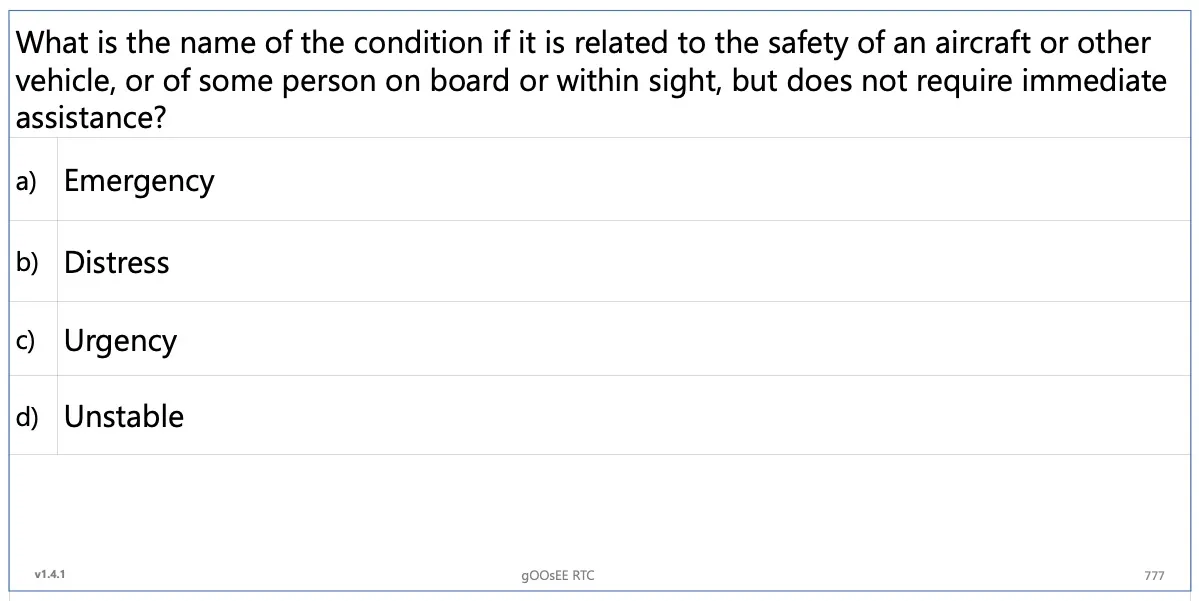 What is the name of the condition if it is related to the safety of an aircraft or other
vehicle, or of some person on board or within sight, but does not require immediate
assistance?
a) Emergency
b) Distress
c) Urgency
d) Unstable
v1.4.1 gOOsEE RTC 777